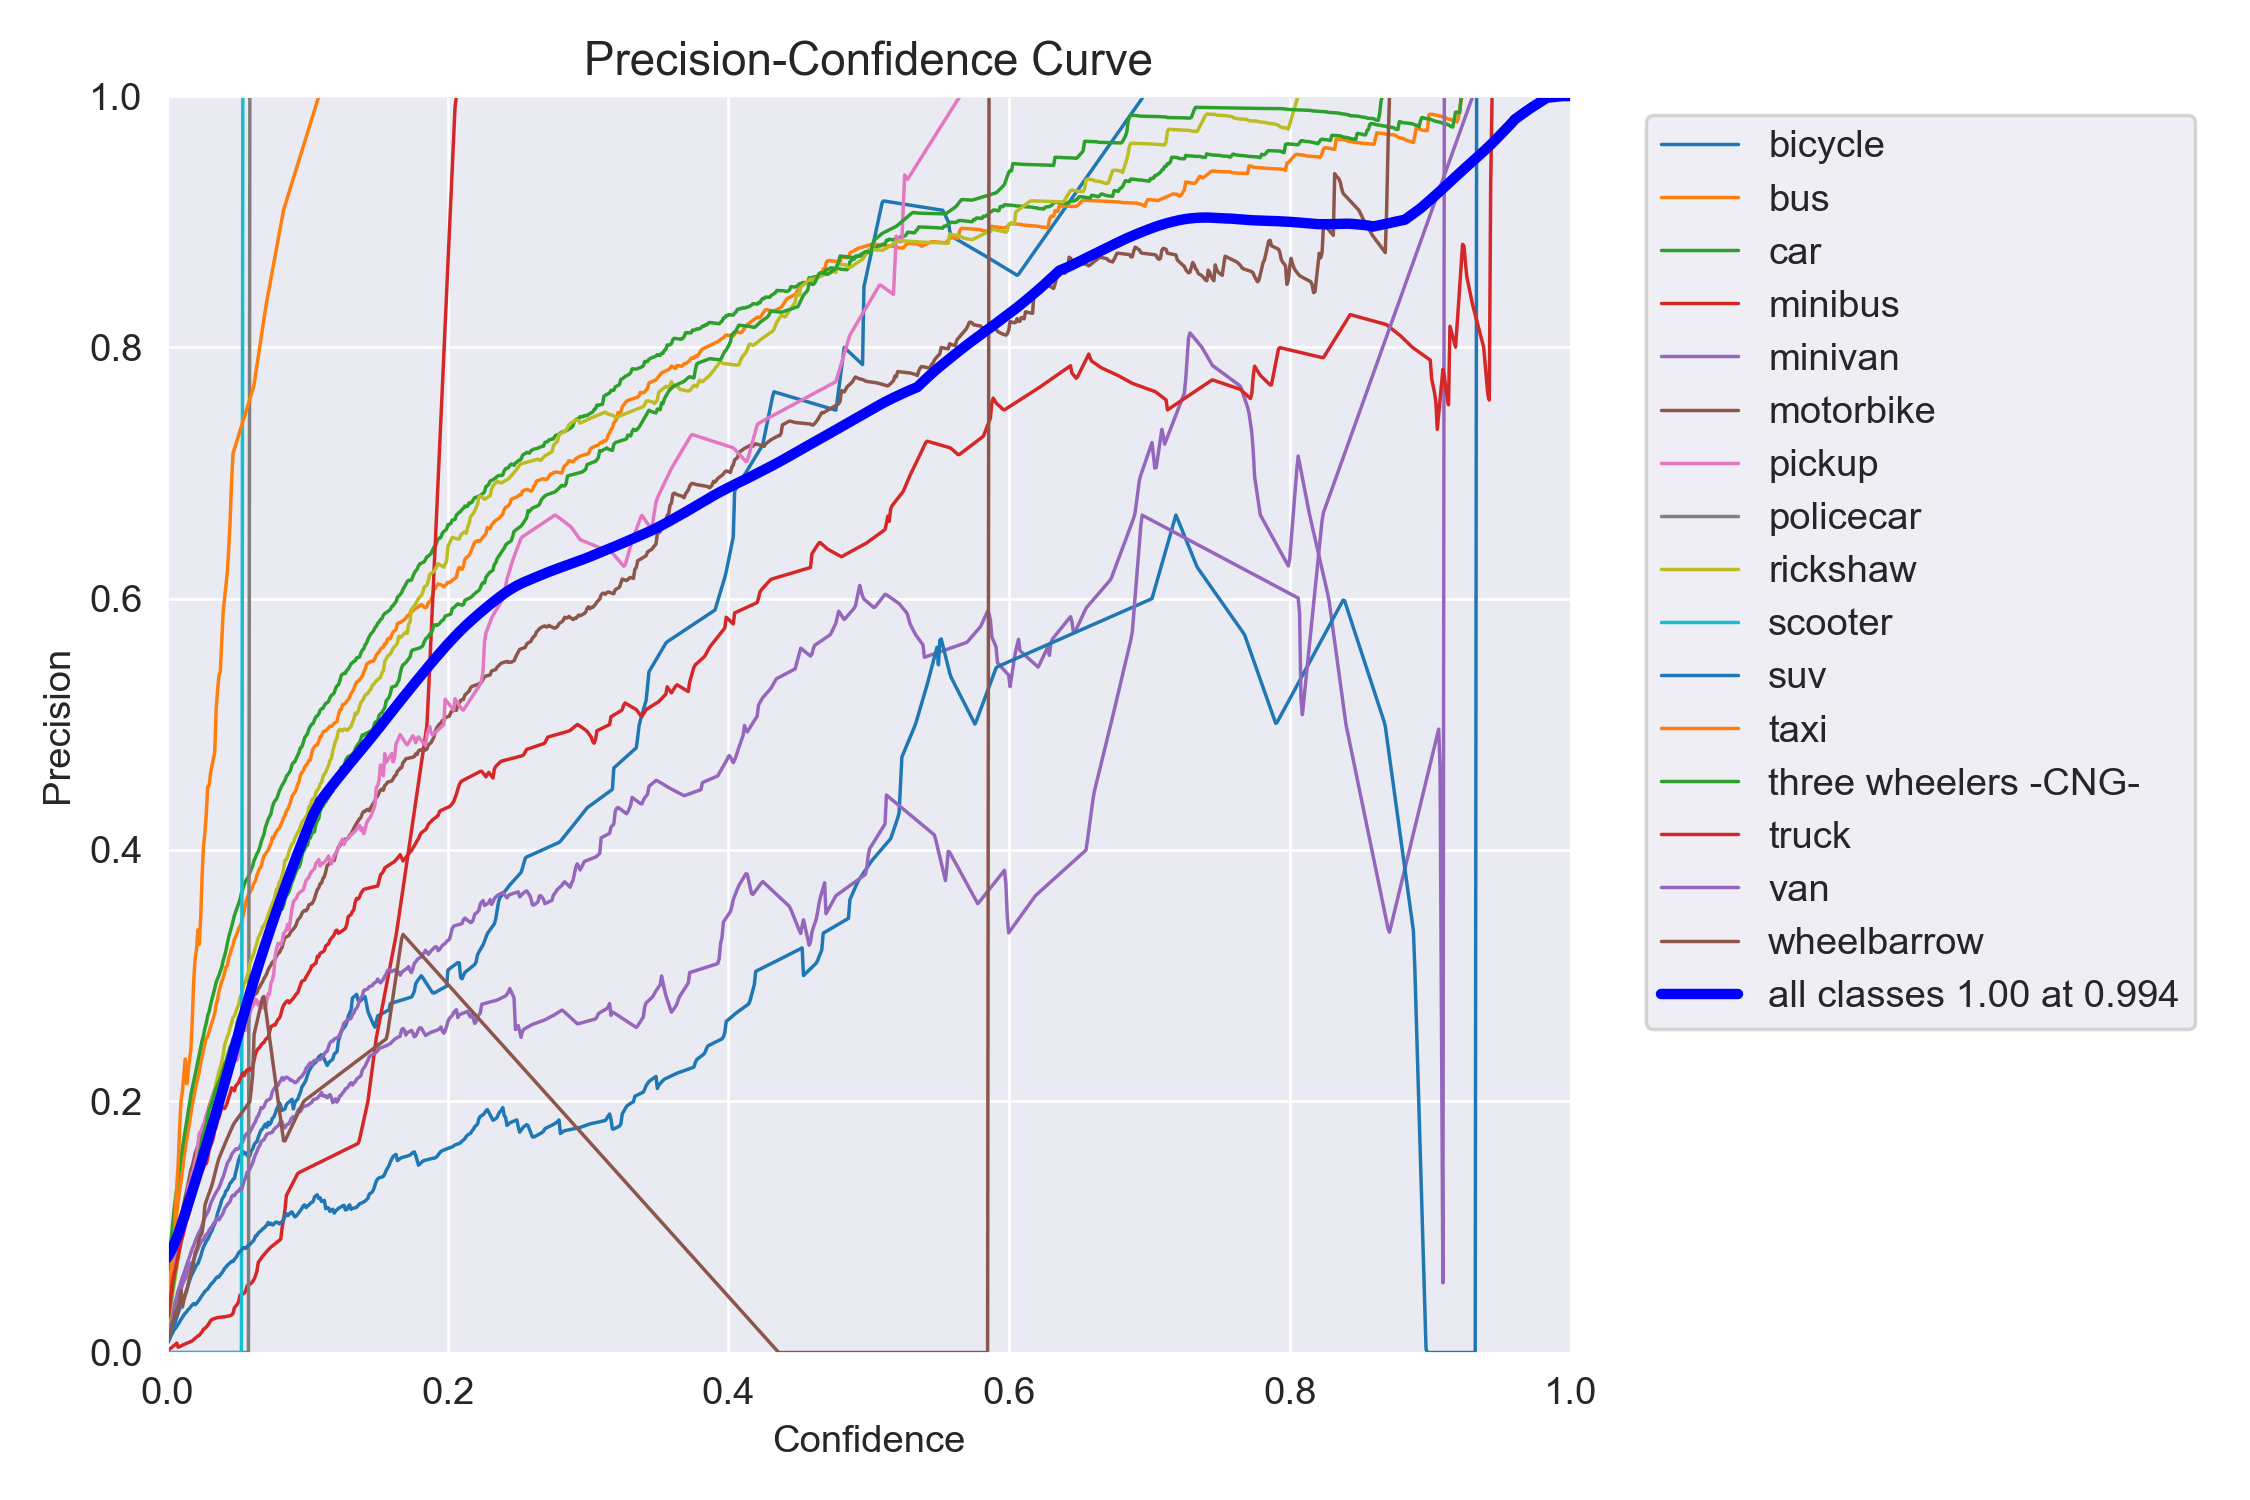 Precision-Confidence Curve
1.0
0.8
0.6
0.4
0.2
0.0
Precision
0.0 0.2 0.4 0.6 0.8 1.0
Confidence
bicycle
bus
car
minibus
minivan
motorbike
pickup
policecar
rickshaw
scooter
suv
taxi
three wheelers -CNG-
truck
van
wheelbarrow
all classes 1.00 at 0.994